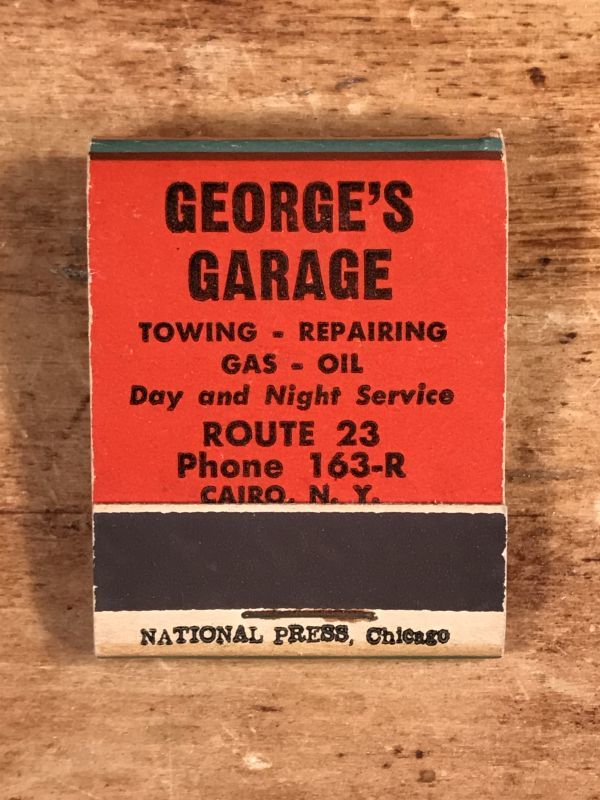 GEORGE'S
GARAGE
TOWING - REPAIRING
GAS - OIL
Day and Night Service
ROUTE 23
Phone 163-R
CAIRO, N. Y.
NATIONAL PRESS, Chicago